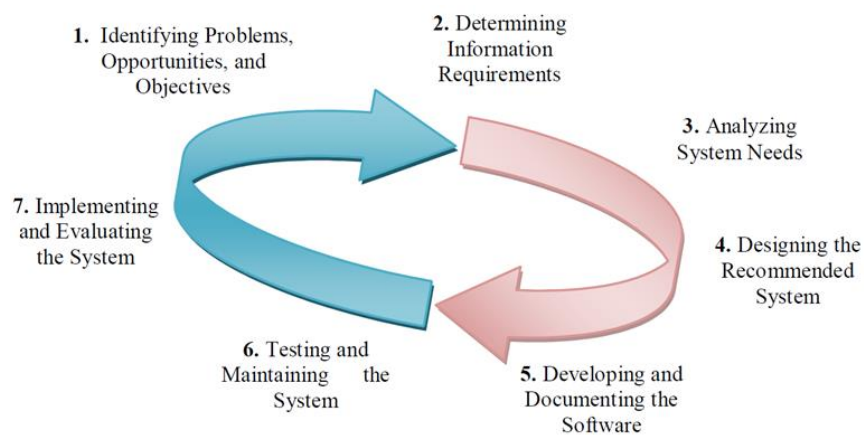 1. Identifying Problems,
Opportunities, and
Objectives
2. Determining
Information
Requirements
3. Analyzing
System Needs
4. Designing the
Recommended
System
5. Developing and
Documenting the
Software
6. Testing and
Maintaining the
System
7. Implementing
and Evaluating
the System